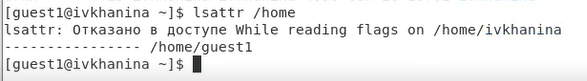 [guest1@ivkhanina ~]$ lsattr /home
lsattr: Отказано в доступе While reading flags on /home/ivkhanina
---------------- /home/guest1
[guest1@ivkhanina ~]$